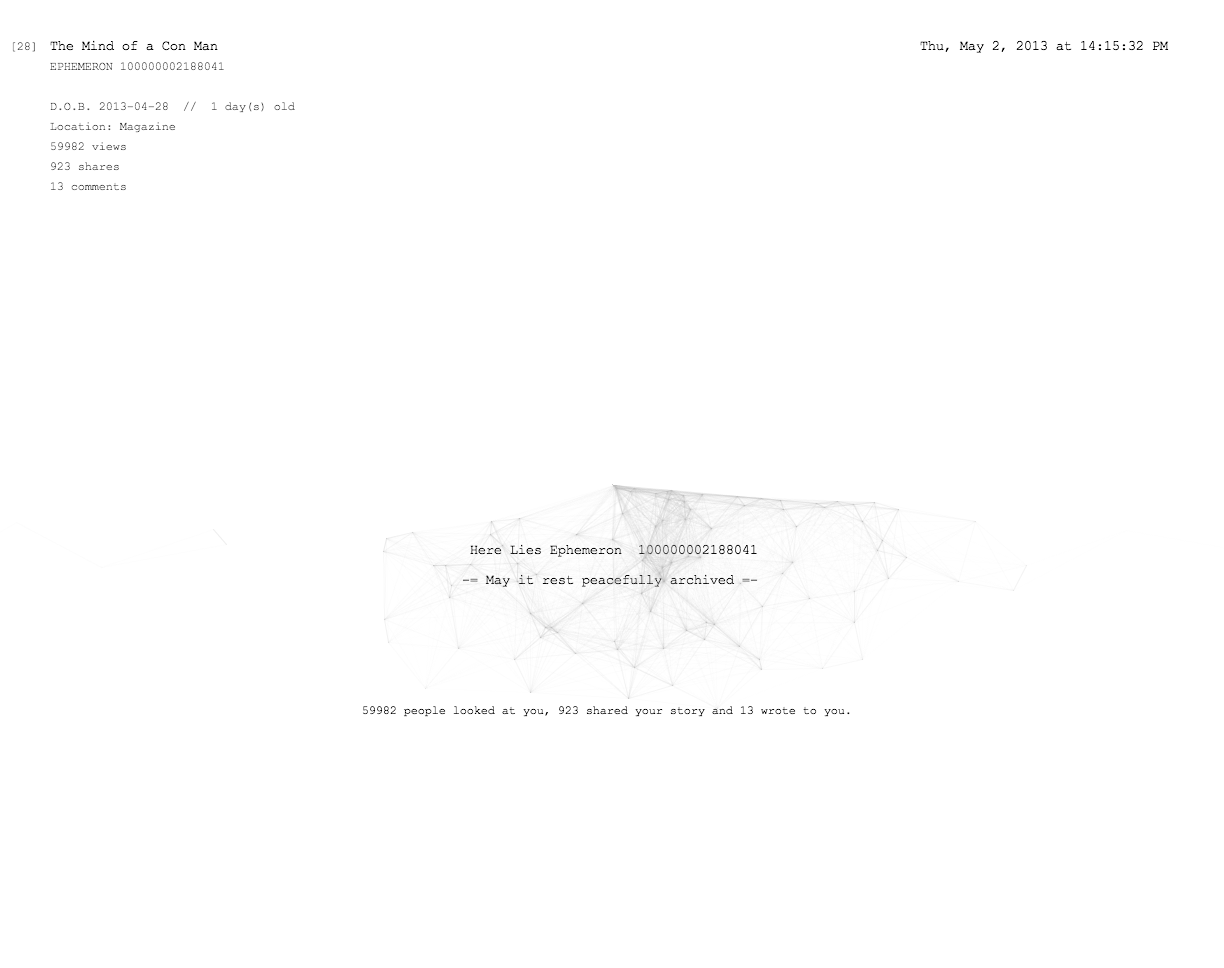 [28] The Mind of a Con Man
Thu, May 2, 2013 at 14:15:32 PM
EPHEMERON 100000002188041
D.O.B. 2013-04-28 // 1 day(s) old
Location: Magazine
59982 views
923 shares
13 comments
Here Lies Ephemeron 100000002188041
-= May it rest peacefully archived =-
59982 people looked at you, 923 shared your story and 13 wrote to you.